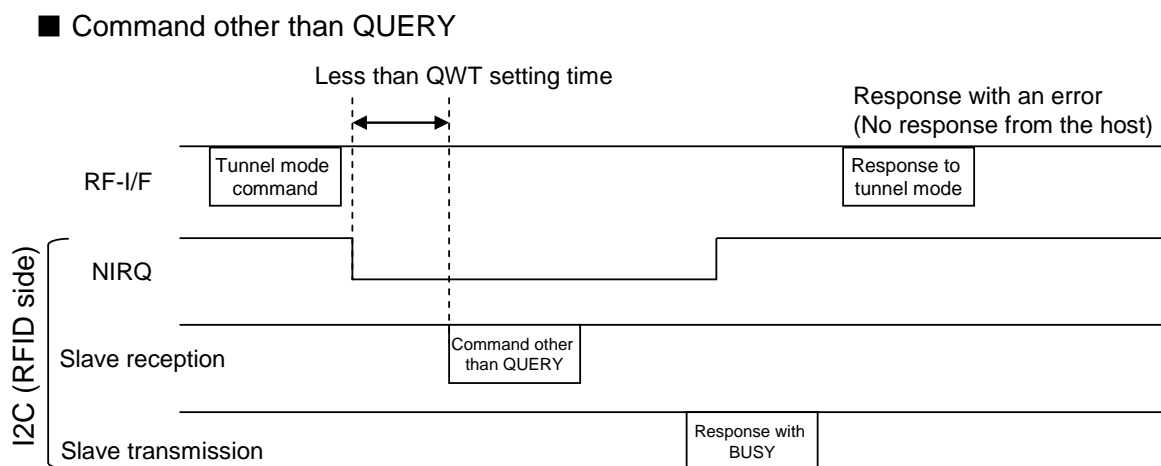 ■ Command other than QUERY
Less than QWT setting time
Response with an error
(No response from the host)
RF-I/F
Tunnel mode
command
Response to
tunnel mode
I2C (RFID side)
NIRQ
Slave reception
Command other
than QUERY
Slave transmission
Response with
BUSY